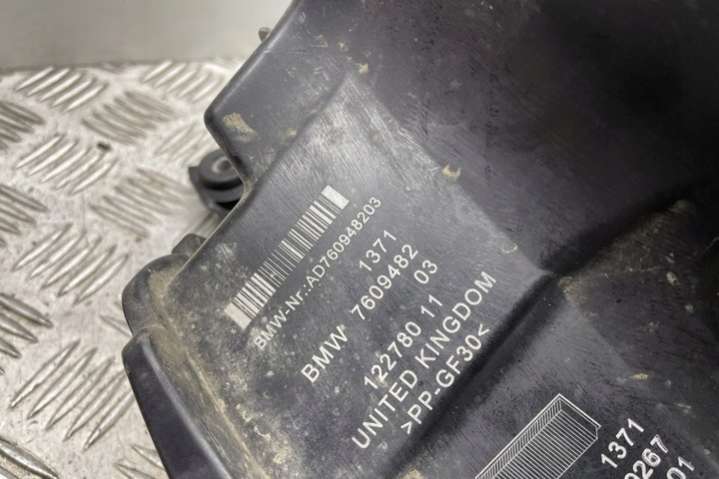 BMW-Nr.:AD760948203
1371
BMW 7609482
03
122780 11
UNITED KINGDOM
>PP-GF30<
1371